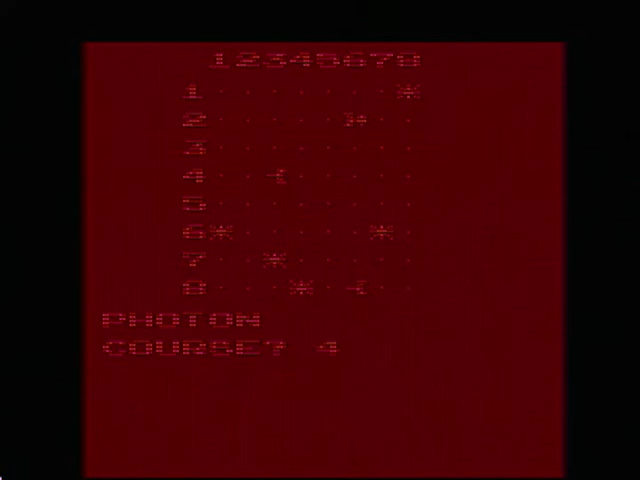 12345678
1 . . . . . . . *
2 . . . . . . .
3 . . . . . . . .
4 . . . . . . .
5 . . . . . . . .
6 * . . . . . * .
7 . . * . . . . .
8 . . . * . . .
PHOTON
COURSE? 4